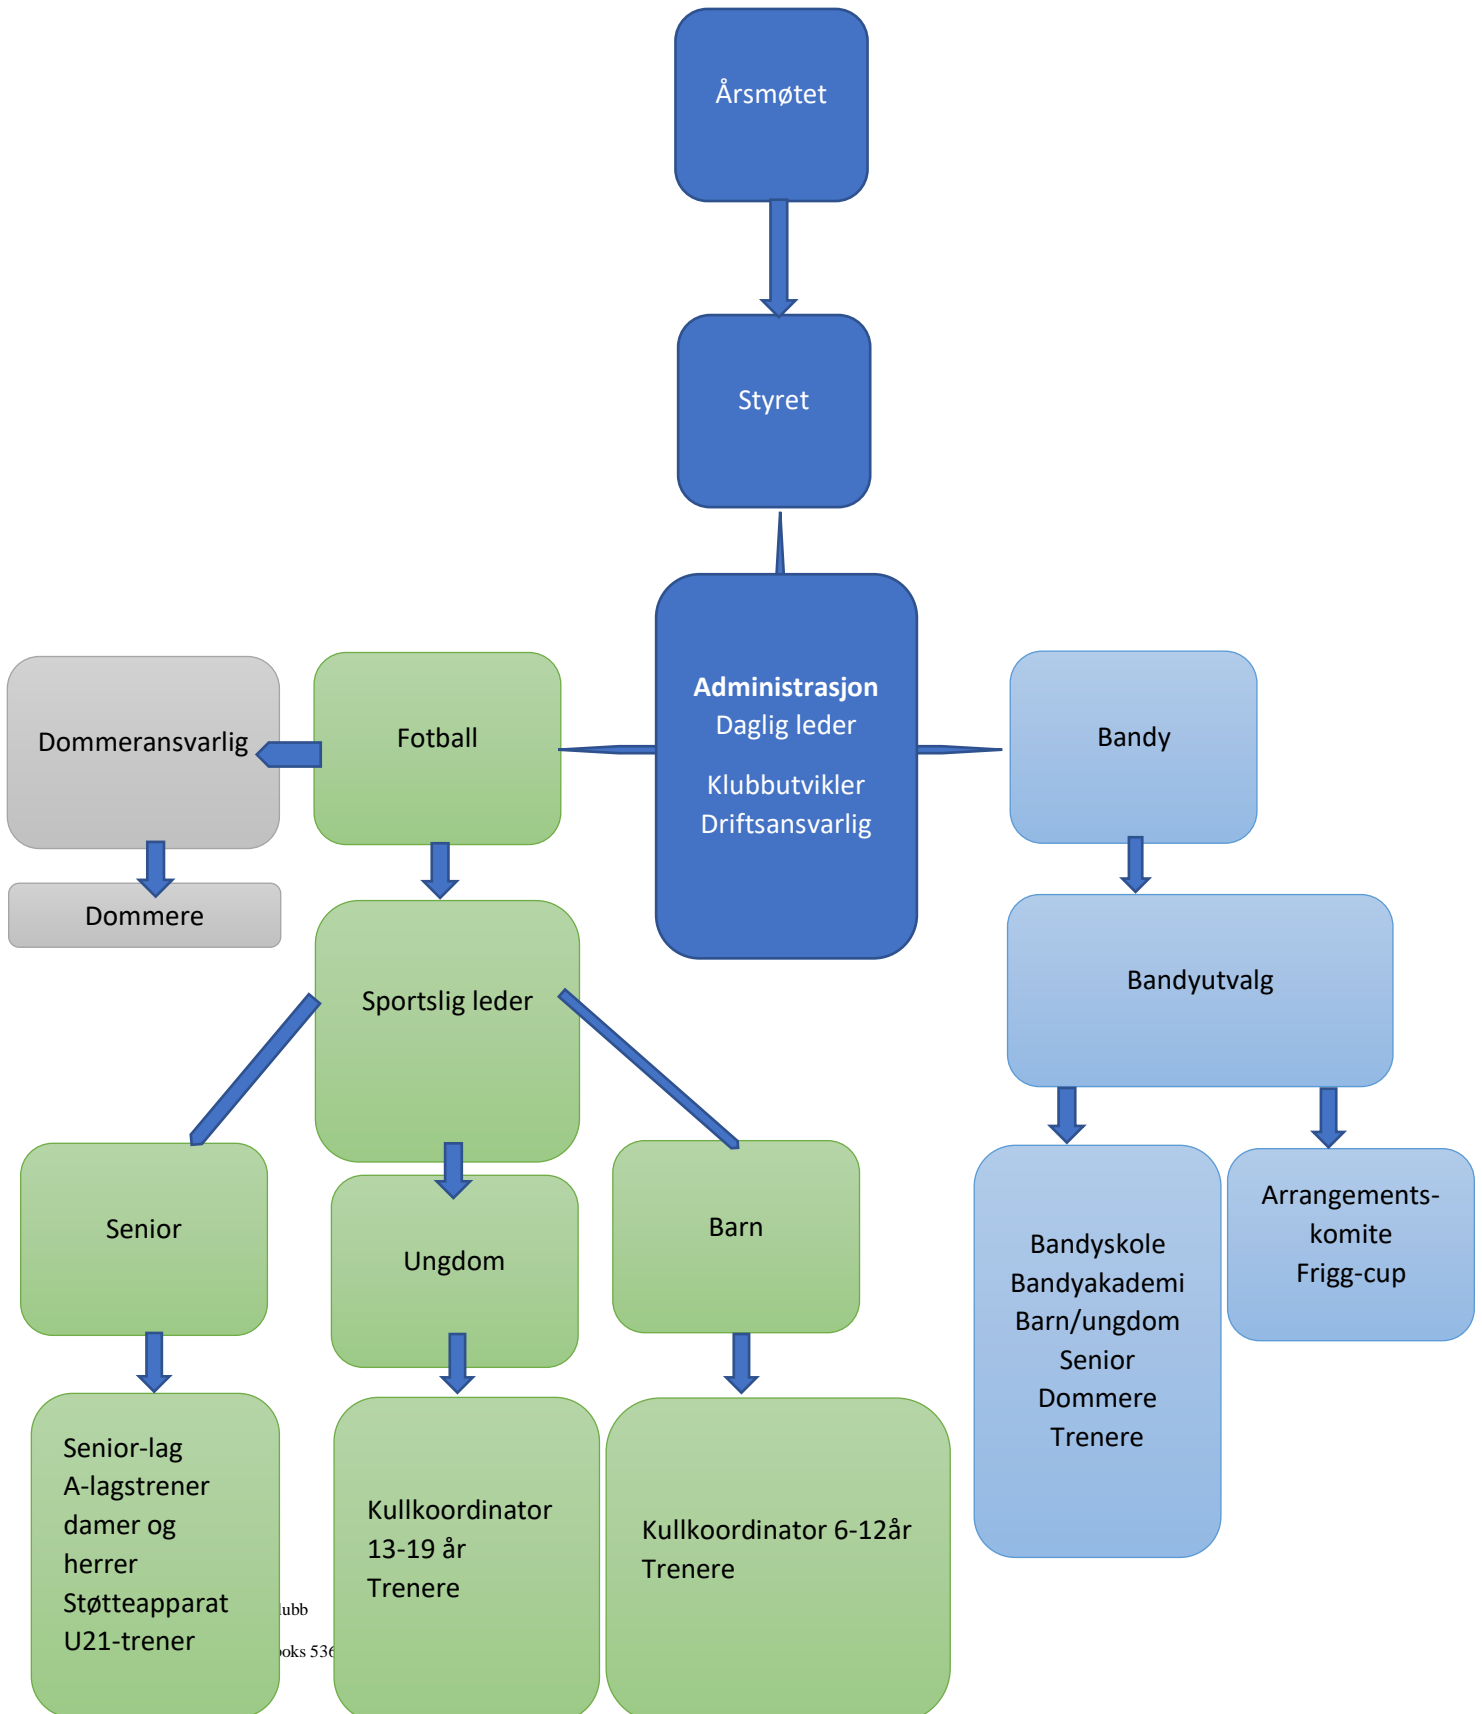 Årsmøtet
Styret
Administrasjon
Daglig leder
Klubbutvikler
Driftsansvarlig
Dommeransvarlig
Fotball
Bandy
Dommere
Sportslig leder
Bandyutvalg
Senior
Ungdom
Barn
Bandyskole
Bandyakademi
Barn/ungdom
Senior
Dommere
Trenere
Arrangements-
komite
Frigg-cup
Senior-lag
A-lagstrener
damer og
herrer
Støtteapparat
U21-trener
Kullkoordinator
13-19 år
Trenere
Kullkoordinator 6-12år
Trenere